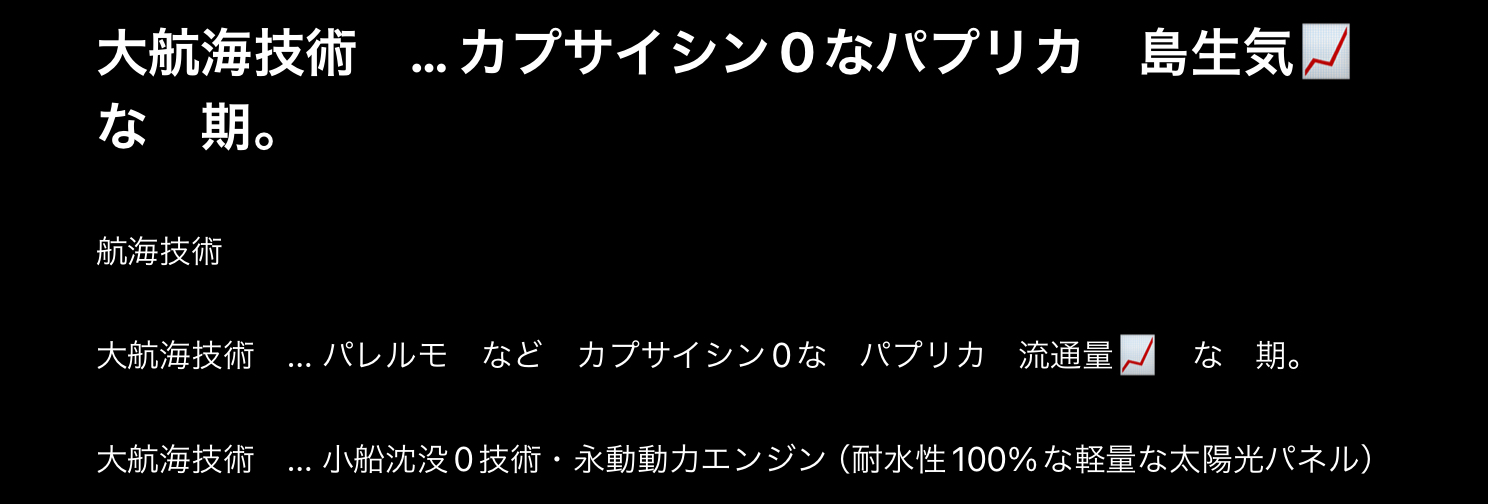 大航海技術　… カプサイシン0なパプリカ　島生気📈
な　期。
航海技術
大航海技術　… パレルモ　など　カプサイシン0な　パプリカ　流通量📈　な　期。
大航海技術　… 小船沈没0技術・永動動力エンジン（耐水性100%な軽量な太陽光パネル）